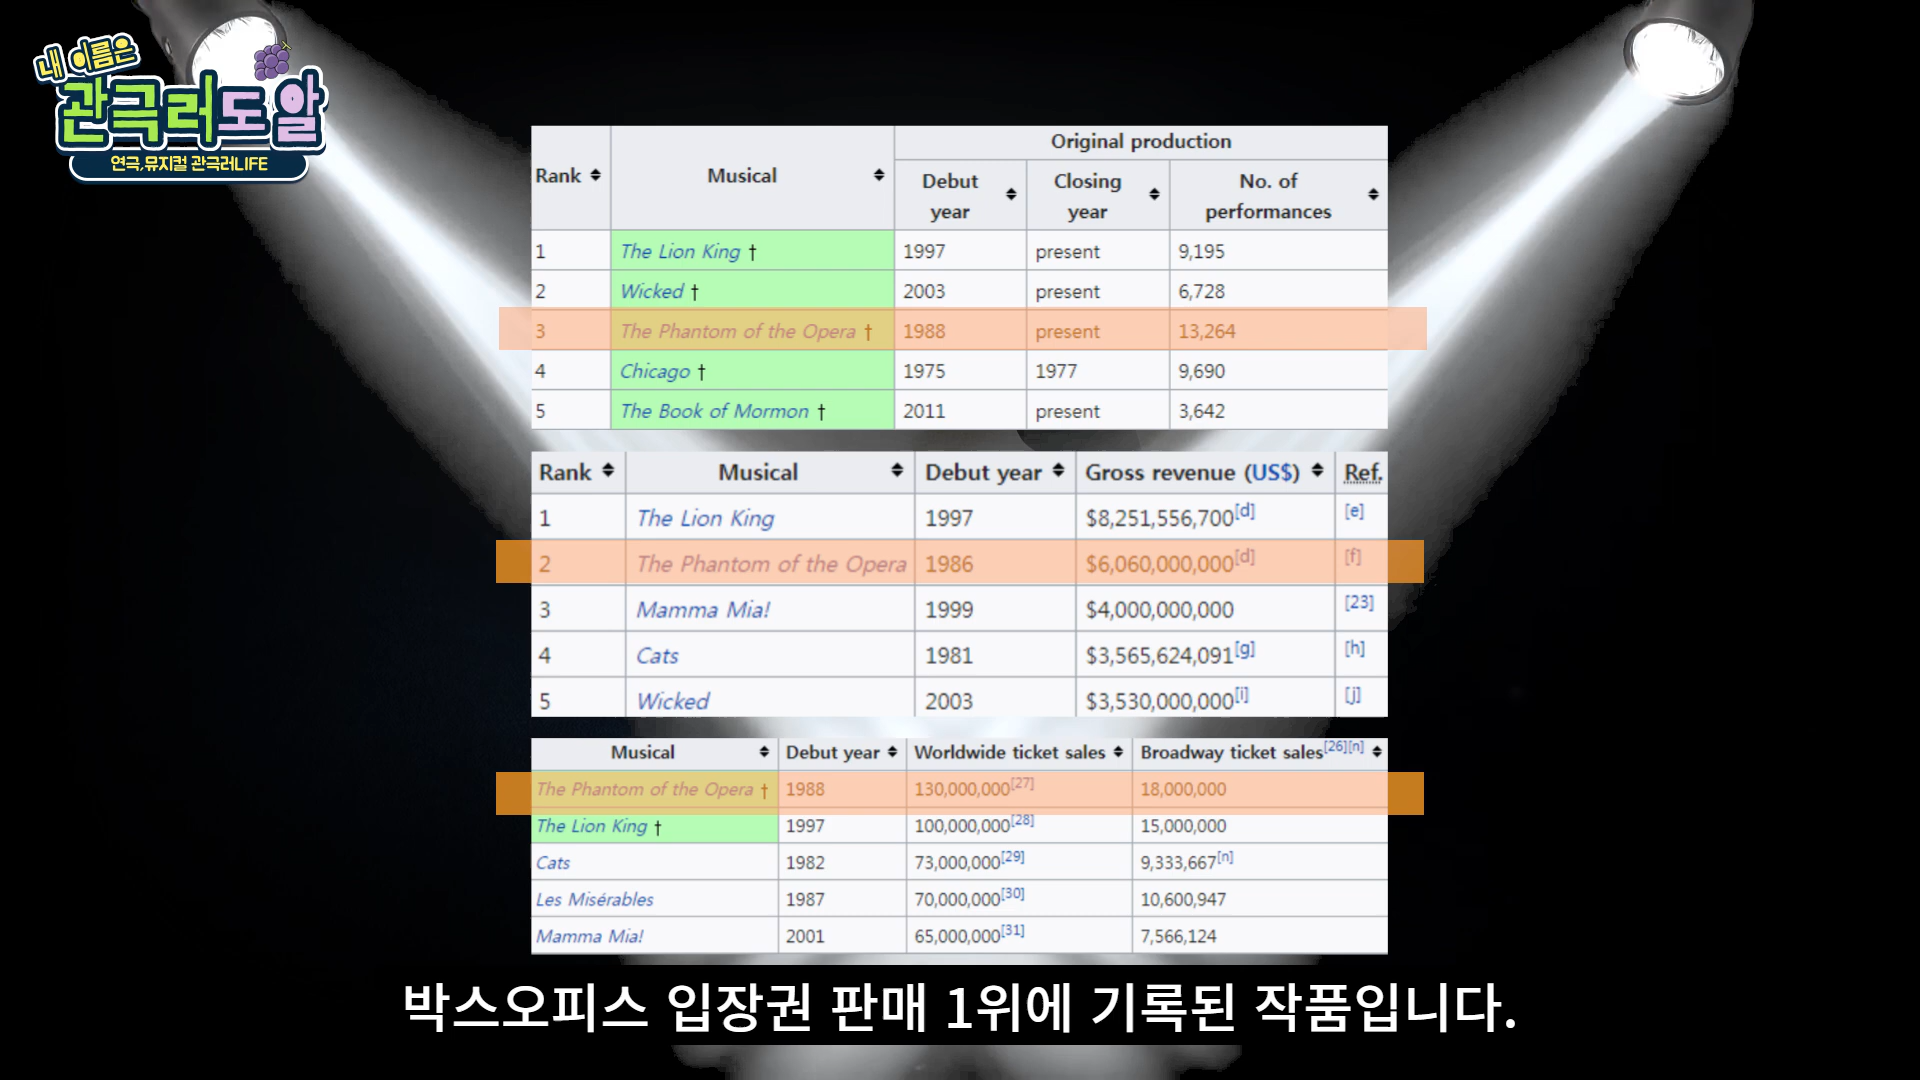 내 이름은
관극러도 알
연극,뮤지컬 관극러LIFE
Original production
Rank Musical Debut year Closing year No. of performances
1 The Lion King † 1997 present 9,195
2 Wicked † 2003 present 6,728
3 The Phantom of the Opera † 1988 present 13,264
4 Chicago † 1975 1977 9,690
5 The Book of Mormon † 2011 present 3,642
Rank Musical Debut year Gross revenue (US$) Ref.
1 The Lion King 1997 $8,251,556,700[d] [e]
2 The Phantom of the Opera 1986 $6,060,000,000[d] [f]
3 Mamma Mia! 1999 $4,000,000,000 [23]
4 Cats 1981 $3,565,624,091[g] [h]
5 Wicked 2003 $3,530,000,000[i] [j]
Musical Debut year Worldwide ticket sales Broadway ticket sales[26][n]
The Phantom of the Opera † 1988 130,000,000[27] 18,000,000
The Lion King † 1997 100,000,000[28] 15,000,000
Cats 1982 73,000,000[29] 9,333,667[n]
Les Misérables 1987 70,000,000[30] 10,600,947
Mamma Mia! 2001 65,000,000[31] 7,566,124
박스오피스 입장권 판매 1위에 기록된 작품입니다.